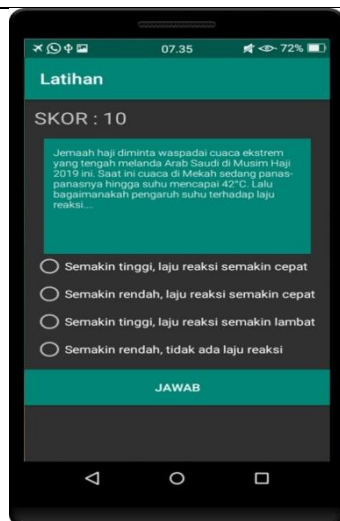 07.35
72%
Latihan
SKOR : 10
Jemaah haji diminta waspadai cuaca ekstrem
yang tengah melanda Arab Saudi di Musim Haji
2019 ini. Saat ini cuaca di Mekah sedang panas-
panasnya hingga suhu mencapai 42°C. Lalu
bagaimanakah pengaruh suhu terhadap laju
reaksi....
Semakin tinggi, laju reaksi semakin cepat
Semakin rendah, laju reaksi semakin cepat
Semakin tinggi, laju reaksi semakin lambat
Semakin rendah, tidak ada laju reaksi
JAWAB